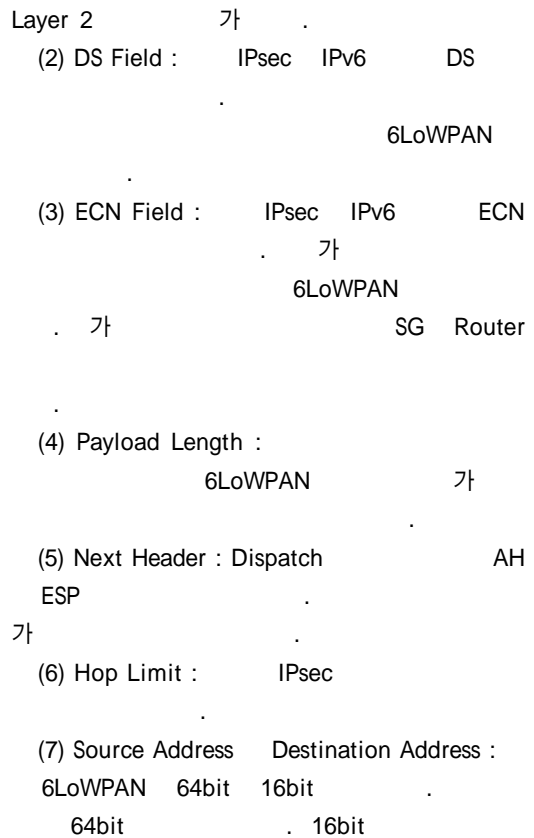 Layer 2 가 .
(2) DS Field : IPsec IPv6 DS
.
6LoWPAN
.
(3) ECN Field : IPsec IPv6 ECN
. 가
6LoWPAN
. 가 SG Router
.
(4) Payload Length :
6LoWPAN 가
.
(5) Next Header : Dispatch AH
ESP .
가 .
(6) Hop Limit : IPsec
.
(7) Source Address Destination Address :
6LoWPAN 64bit 16bit .
64bit . 16bit